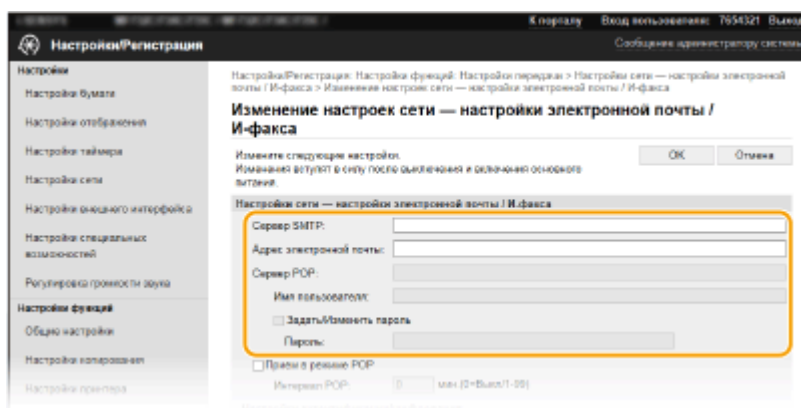 К порталу Вход пользователя: 7654321 Выход
Настройки/Регистрация
Сообщение администратору системы
Настройки
Настройки бумаги
Настройки отображения
Настройки таймера
Настройки сети
Настройки внешнего интерфейса
Настройки специальных
возможностей
Регулировка громкости звука
Настройки функций
Общие настройки
Настройки копирования
Настройки принтера
Настройки/Регистрация: Настройки функций: Настройки передачи > Настройки сети — настройки электронной
почты / И-факса > Изменение настроек сети — настройки электронной почты / И-факса
Изменение настроек сети — настройки электронной почты /
И-факса
Измените следующие настройки.
Изменения вступят в силу после выключения и включения основного
питания.
OK Отмена
Настройки сети — настройки электронной почты / И-факса
Сервер SMTP:
Адрес электронной почты:
Сервер POP:
Имя пользователя:
Задать/Изменить пароль
Пароль:
Прием в режиме POP
Интервал POP: 0 мин.(0=Выкл/1-99)